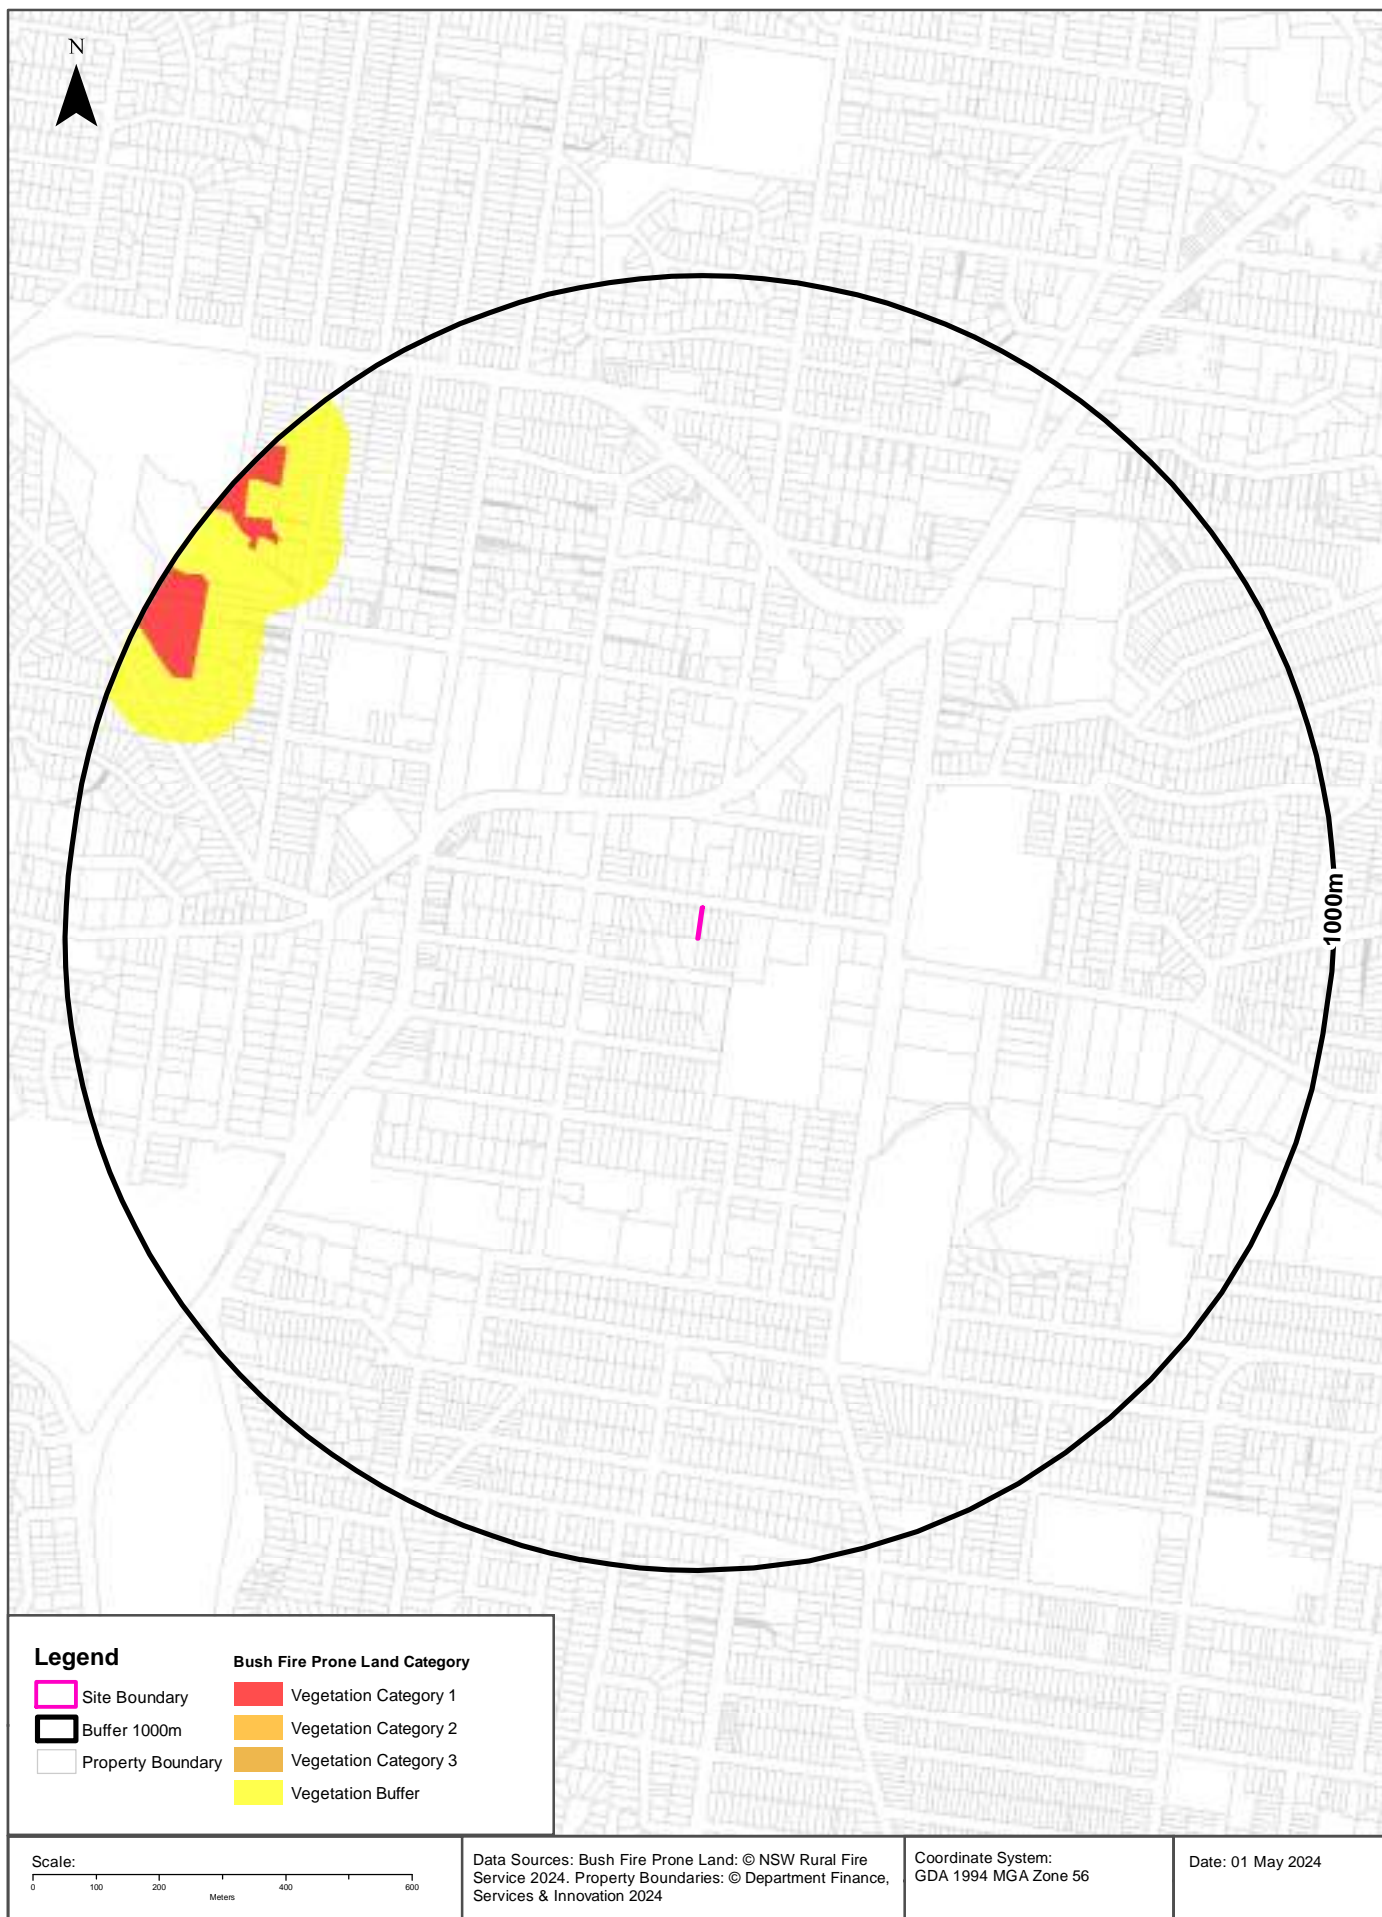 N
1000m
Legend
Site Boundary
Buffer 1000m
Property Boundary
Bush Fire Prone Land Category
Vegetation Category 1
Vegetation Category 2
Vegetation Category 3
Vegetation Buffer
Scale:
0 100 200 400 600
Meters
Data Sources: Bush Fire Prone Land: © NSW Rural Fire
Service 2024. Property Boundaries: © Department Finance,
Services & Innovation 2024
Coordinate System:
GDA 1994 MGA Zone 56
Date: 01 May 2024